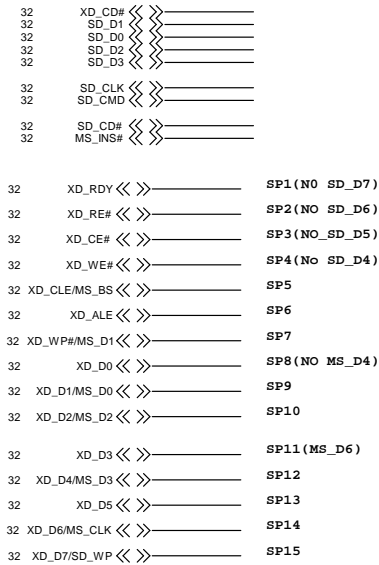 32 XD_CD#
32 SD_D1
32 SD_D0
32 SD_D2
32 SD_D3
32 SD_CLK
32 SD_CMD
32 SD_CD#
32 MS_INS#
32 XD_RDY SP1(N0 SD_D7)
32 XD_RE# SP2(NO SD_D6)
32 XD_CE# SP3(NO_SD_D5)
32 XD_WE# SP4(No SD_D4)
32 XD_CLE/MS_BS SP5
32 XD_ALE SP6
32 XD_WP#/MS_D1 SP7
32 XD_D0 SP8(NO MS_D4)
32 XD_D1/MS_D0 SP9
32 XD_D2/MS_D2 SP10
32 XD_D3 SP11(MS_D6)
32 XD_D4/MS_D3 SP12
32 XD_D5 SP13
32 XD_D6/MS_CLK SP14
32 XD_D7/SD_WP SP15